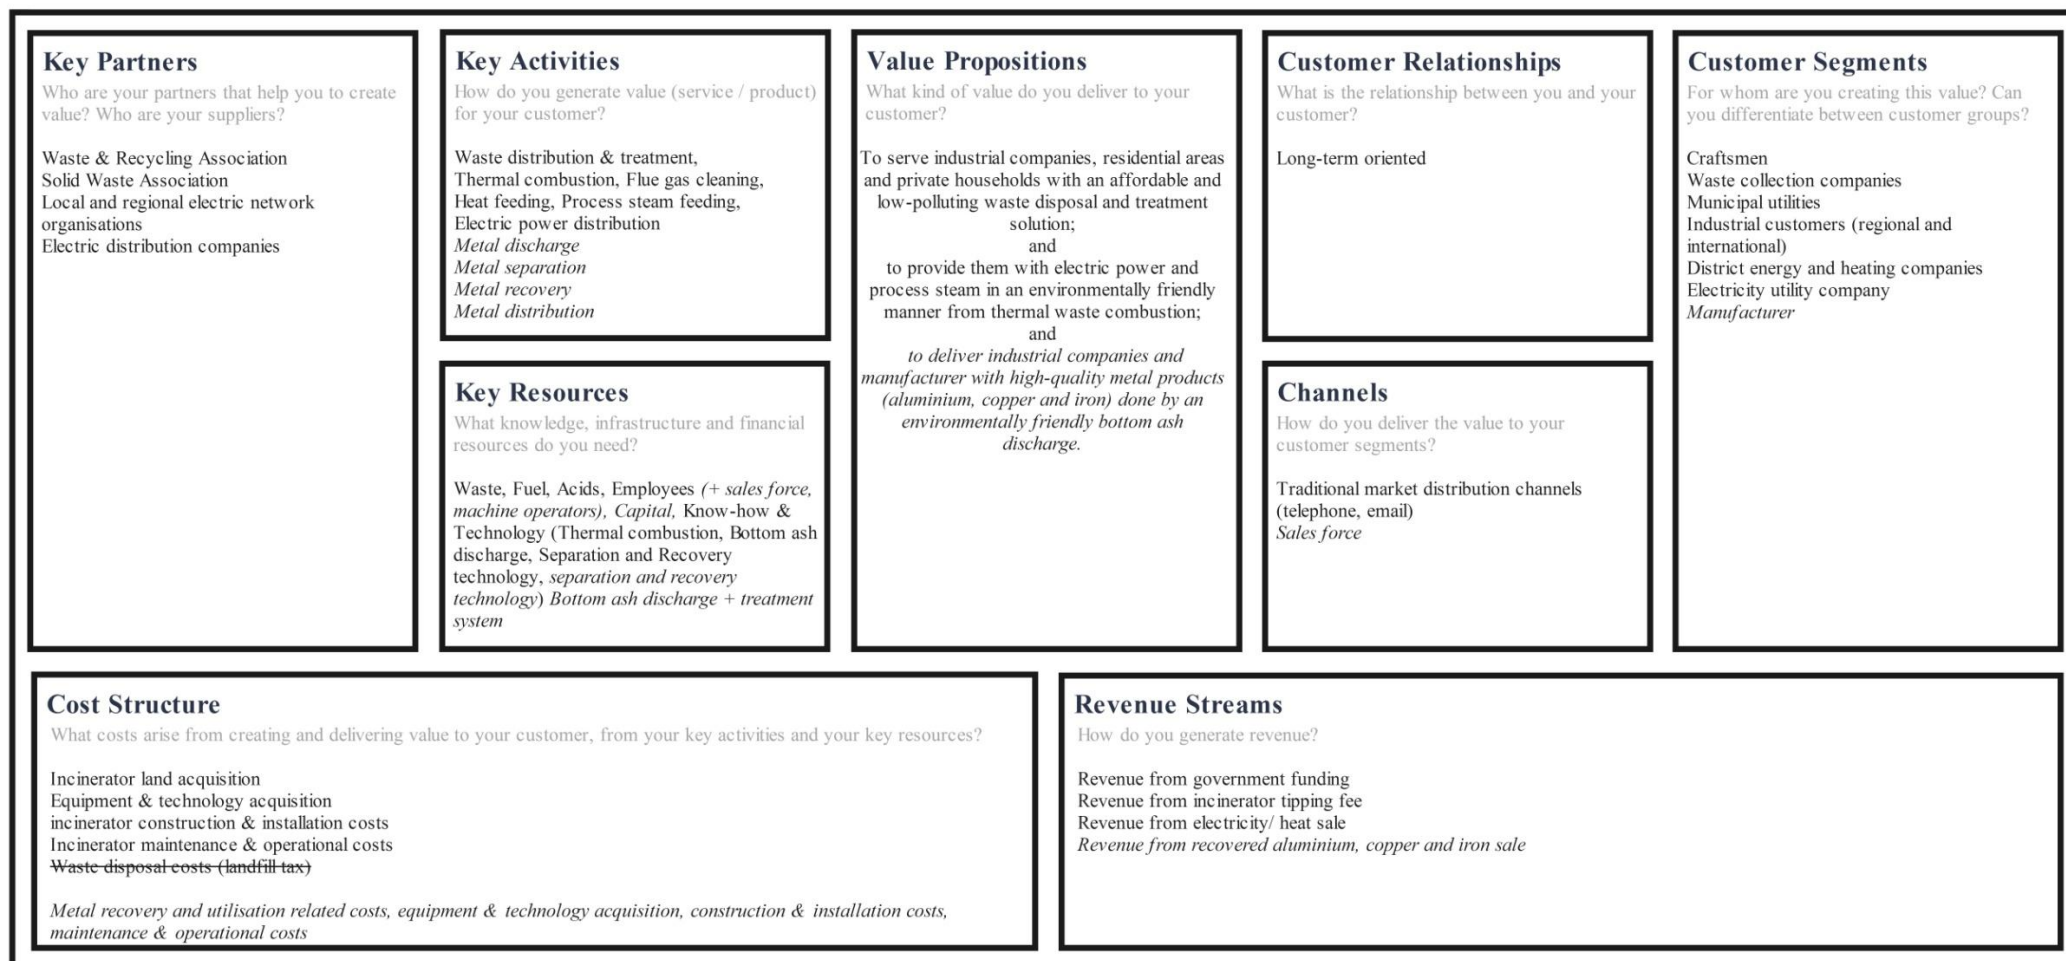 Key Partners
Who are your partners that help you to create
value? Who are your suppliers?
Waste & Recycling Association
Solid Waste Association
Local and regional electric network
organisations
Electric distribution companies
Key Activities
How do you generate value (service / product)
for your customer?
Waste distribution & treatment,
Thermal combustion, Flue gas cleaning,
Heat feeding, Process steam feeding,
Electric power distribution
Metal discharge
Metal separation
Metal recovery
Metal distribution
Key Resources
What knowledge, infrastructure and financial
resources do you need?
Waste, Fuel, Acids, Employees (+ sales force,
machine operators), Capital, Know-how &
Technology (Thermal combustion, Bottom ash
discharge, Separation and Recovery
technology, separation and recovery
technology) Bottom ash discharge + treatment
system
Value Propositions
What kind of value do you deliver to your
customer?
To serve industrial companies, residential areas
and private households with an affordable and
low-polluting waste disposal and treatment
solution;
and
to provide them with electric power and
process steam in an environmentally friendly
manner from thermal waste combustion;
and
to deliver industrial companies and
manufacturer with high-quality metal products
(aluminium, copper and iron) done by an
environmentally friendly bottom ash
discharge.
Customer Relationships
What is the relationship between you and your
customer?
Long-term oriented
Channels
How do you deliver the value to your
customer segments?
Traditional market distribution channels
(telephone, email)
Sales force
Customer Segments
For whom are you creating this value? Can
you differentiate between customer groups?
Craftsmen
Waste collection companies
Municipal utilities
Industrial customers (regional and
international)
District energy and heating companies
Electricity utility company
Manufacturer
Cost Structure
What costs arise from creating and delivering value to your customer, from your key activities and your key resources?
Incinerator land acquisition
Equipment & technology acquisition
incinerator construction & installation costs
Incinerator maintenance & operational costs
Waste disposal costs (landfill tax)
Metal recovery and utilisation related costs, equipment & technology acquisition, construction & installation costs,
maintenance & operational costs
Revenue Streams
How do you generate revenue?
Revenue from government funding
Revenue from incinerator tipping fee
Revenue from electricity/ heat sale
Revenue from recovered aluminium, copper and iron sale